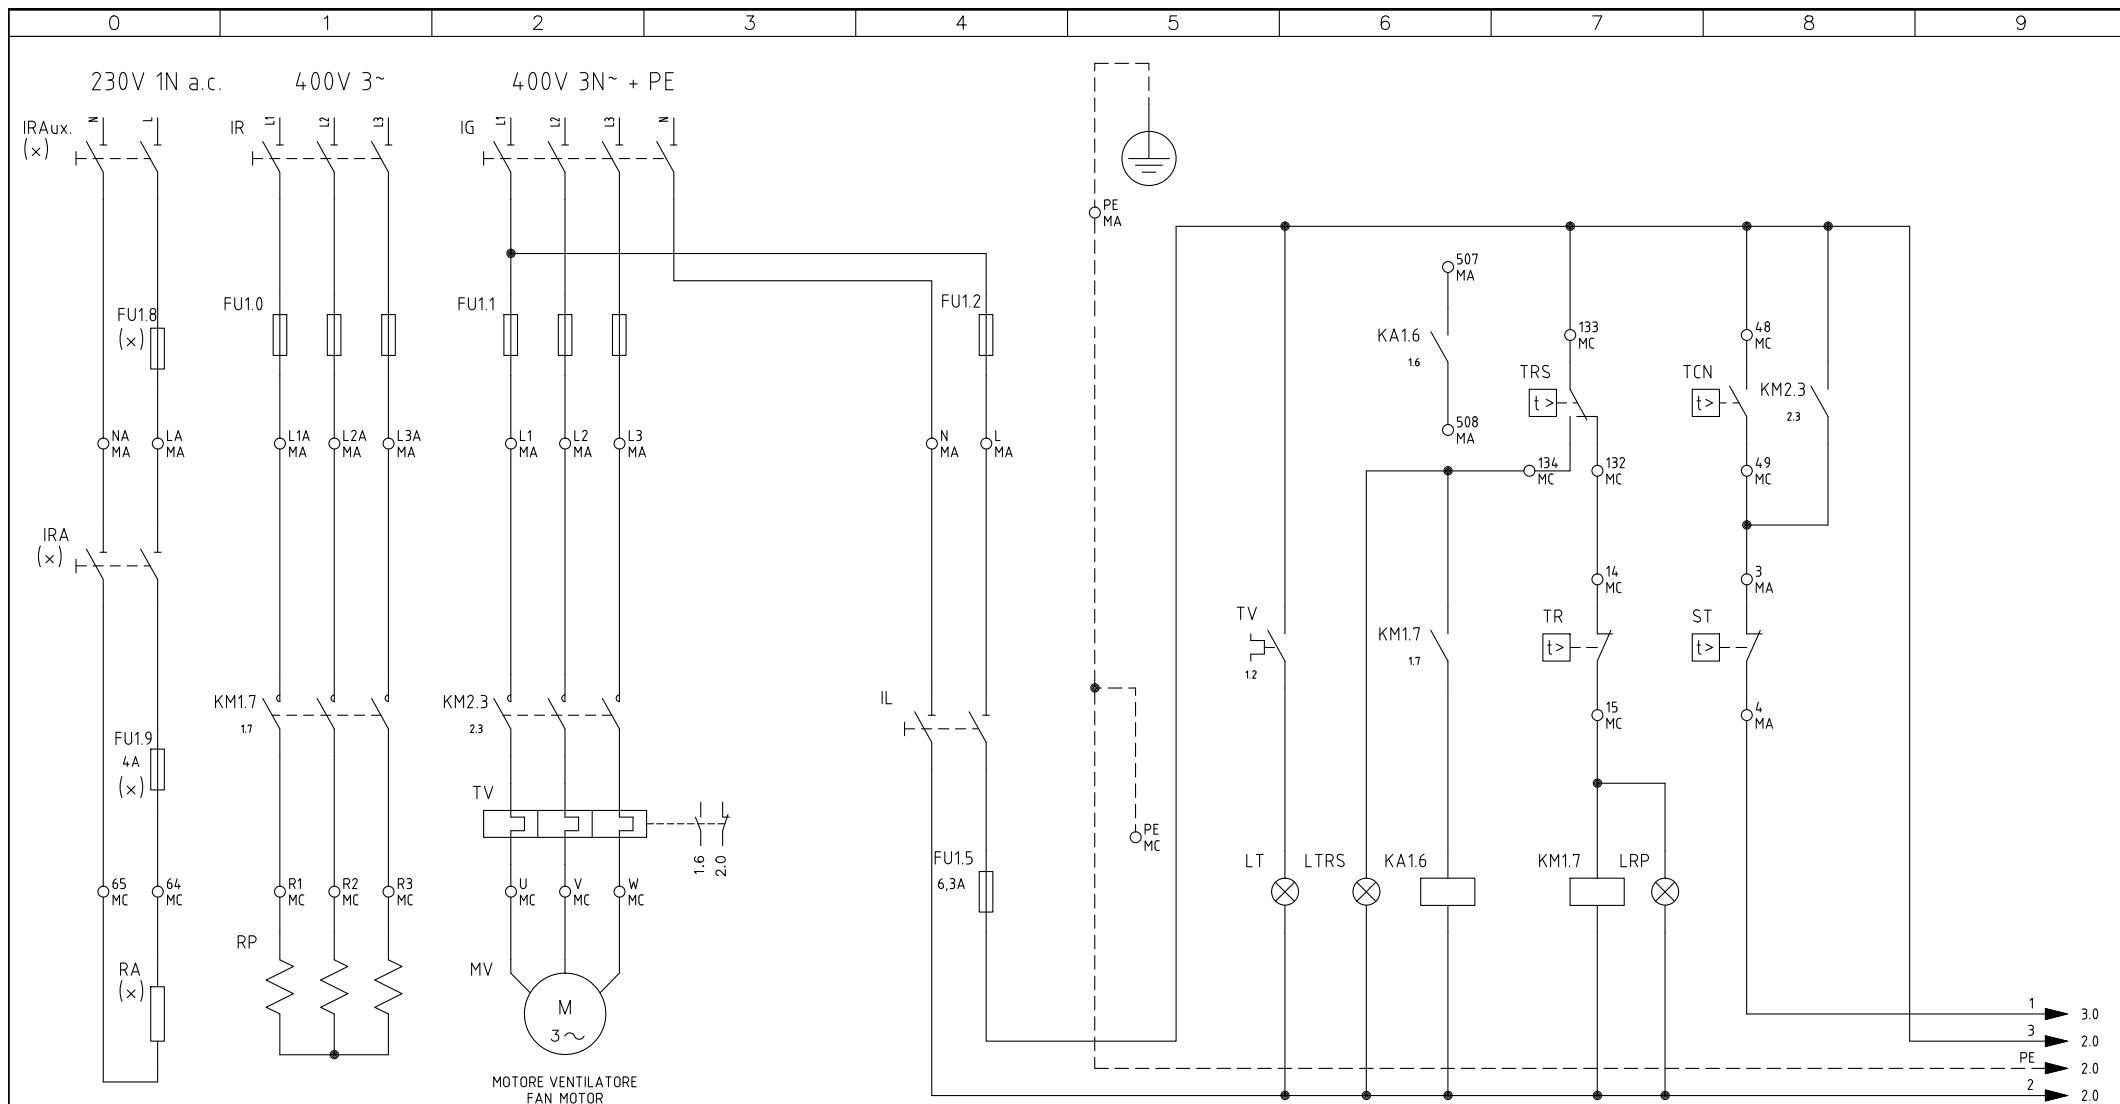 0 1 2 3 4 5 6 7 8 9
230V 1N a.c. 400V 3~ 400V 3N~ + PE
N L L1 L2 L3 L1 L2 L3 N
IRAux. IR IG
(×)
PE
MA
507
MA
FU1.8 FU1.0 FU1.1 FU1.2
(×)
KA1.6 133 48
1.6 MC MC
TRS TCN KM2.3
t> t> 2.3
508
MA
NA LA L1A L2A L3A L1 L2 L3 N L
MA MA MA MA MA MA MA MA MA MA
134 132 49
MC MC MC
IRA
(×)
14 3
MC MA
TV KM1.7 TR ST
1.2 1.7 t> t>
KM1.7 KM2.3 IL
1.7 2.3
15 4
MC MA
FU1.9
4A
(×)
TV
1.6 2.0
PE
MC
FU1.5
6,3A
LT LTRS KA1.6 KM1.7 LRP
65 64 R1 R2 R3 U V W
MC MC MC MC MC MC MC MC
RP
RA MV
(×)
M
3~
1 3.0
3 2.0
PE 2.0
2 2.0
MOTORE VENTILATORE
FAN MOTOR